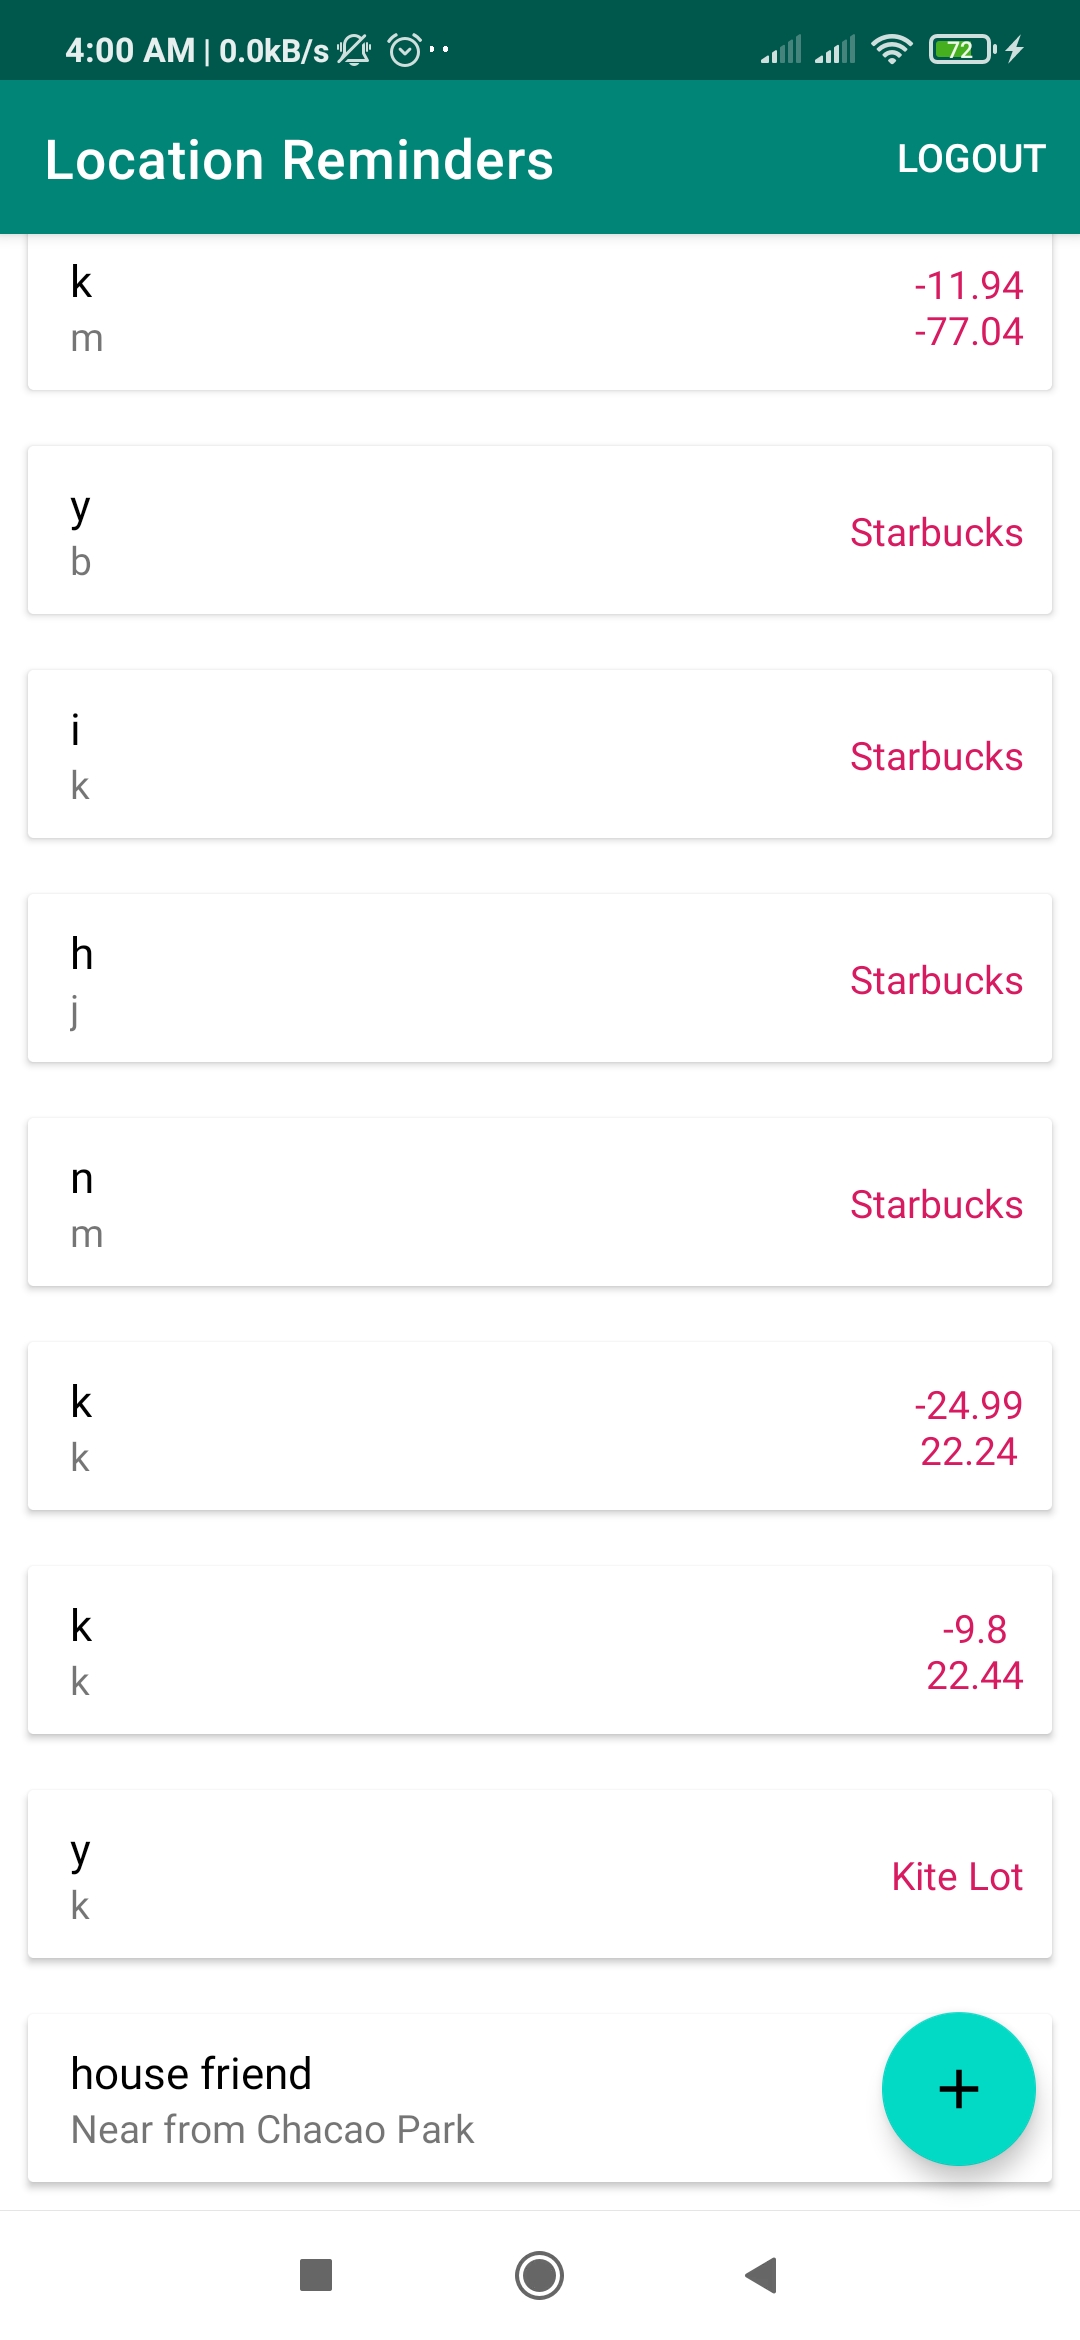 4:00 AM | 0.0kB/s
72
Location Reminders
LOGOUT
k
m
-11.94
-77.04
y
b
Starbucks
i
k
Starbucks
h
j
Starbucks
n
m
Starbucks
k
k
-24.99
22.24
k
k
-9.8
22.44
y
k
Kite Lot
house friend
Near from Chacao Park